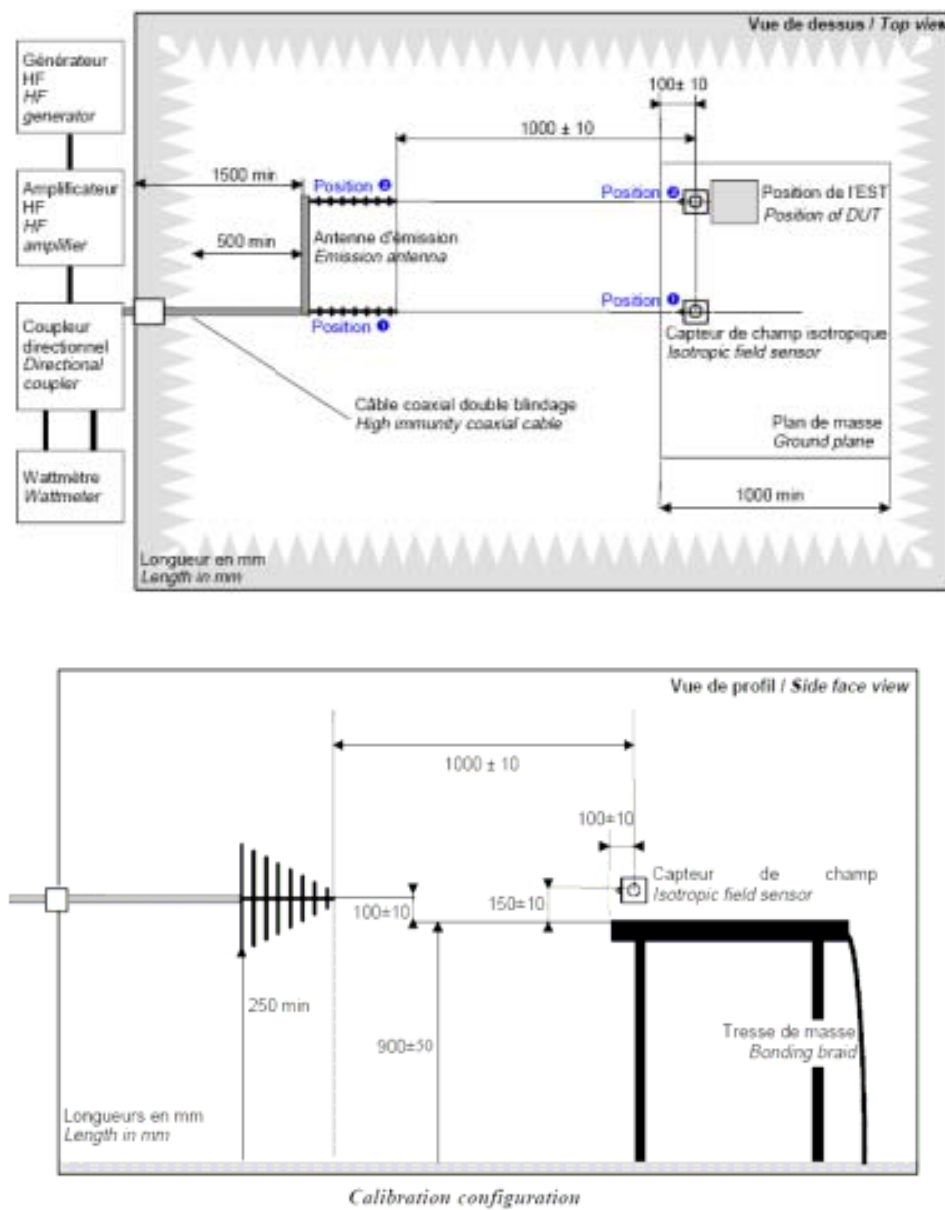 Vue de dessus / Top view
Générateur
HF
HF
generator
100± 10
1000 ± 10
1500 min
Position ❷
Position ❷
Position de l'EST
Position of DUT
Amplificateur
HF
HF
amplifier
500 min
Antenne d'émission
Emission antenna
Position ❶
Position ❶
Coupleur
directionnel
Directional
coupler
Capteur de champ isotropique
Isotropic field sensor
Câble coaxial double blindage
High immunity coaxial cable
Plan de masse
Ground plane
Wattmètre
Wattmeter
1000 min
Longueur en mm
Length in mm
Vue de profil / Side face view
1000 ± 10
100±10
Capteur de champ
Isotropic field sensor
100±10
150±10
250 min
900±50
Tresse de masse
Bonding braid
Longueurs en mm
Length in mm
Calibration configuration